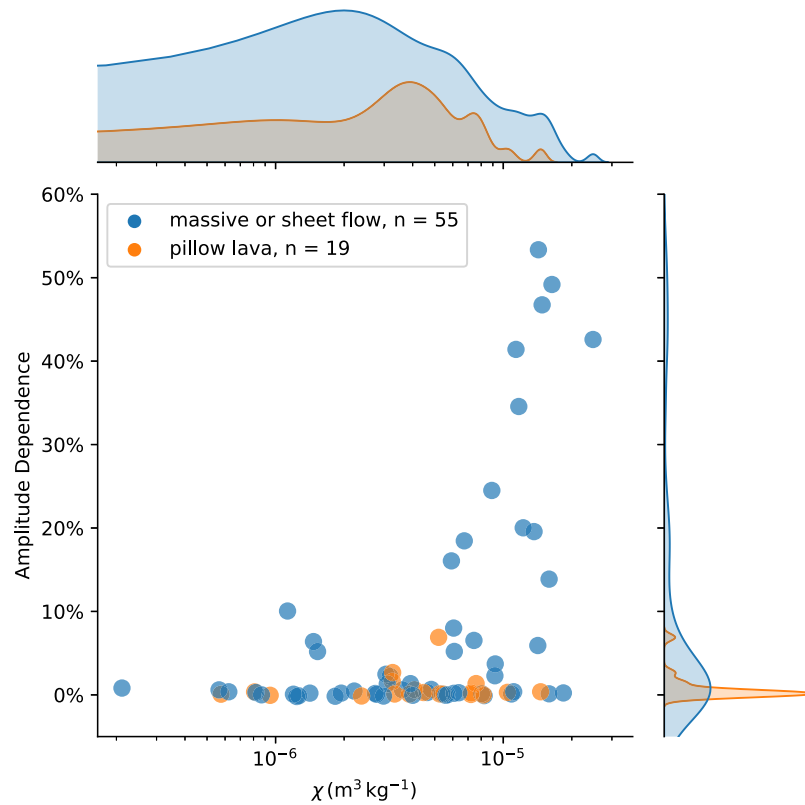 60%
massive or sheet flow, n = 55
pillow lava, n = 19
50%
40%
30%
20%
10%
0%
Amplitude Dependence
10⁻⁶
10⁻⁵
χ (m³ kg⁻¹)